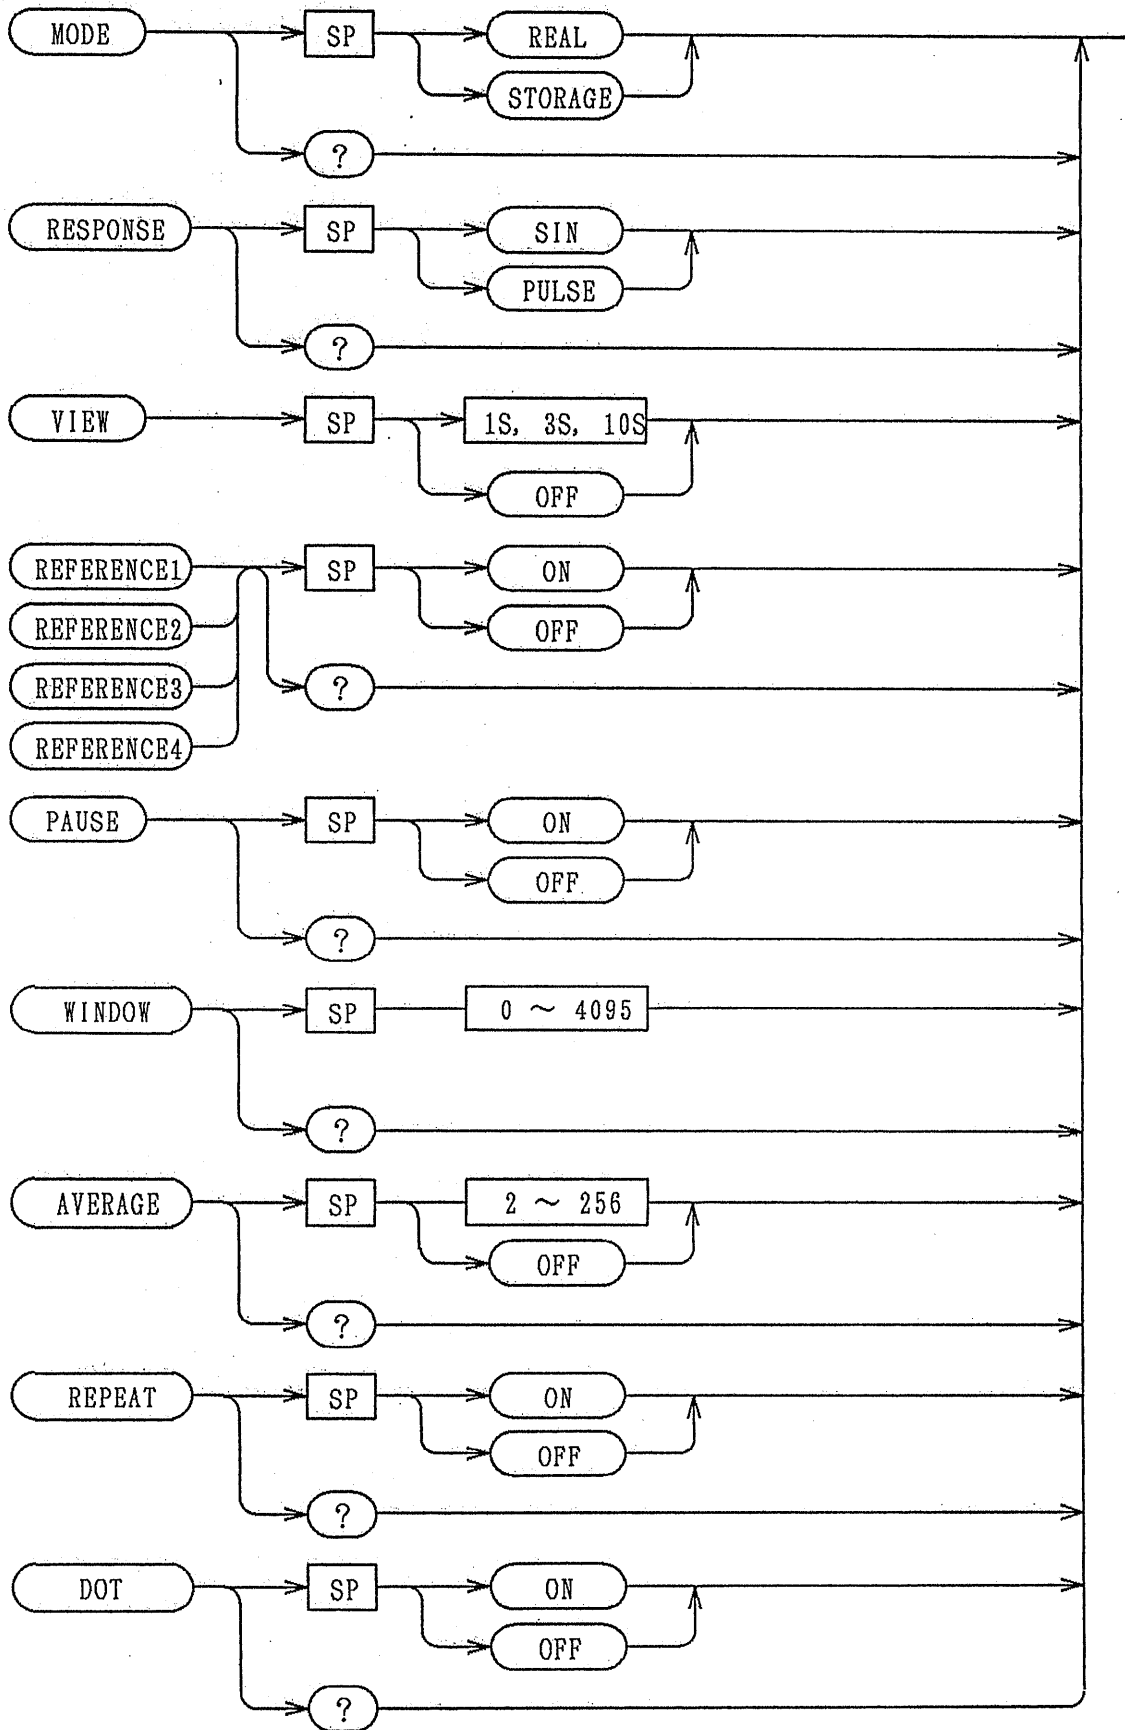 MODE SP REAL
STORAGE
?
RESPONSE SP SIN
PULSE
?
VIEW SP 1S, 3S, 10S
OFF
REFERENCE1 SP ON
REFERENCE2 OFF
REFERENCE3 ?
REFERENCE4
PAUSE SP ON
OFF
?
WINDOW SP 0 ～ 4095
?
AVERAGE SP 2 ～ 256
OFF
?
REPEAT SP ON
OFF
?
DOT SP ON
OFF
?